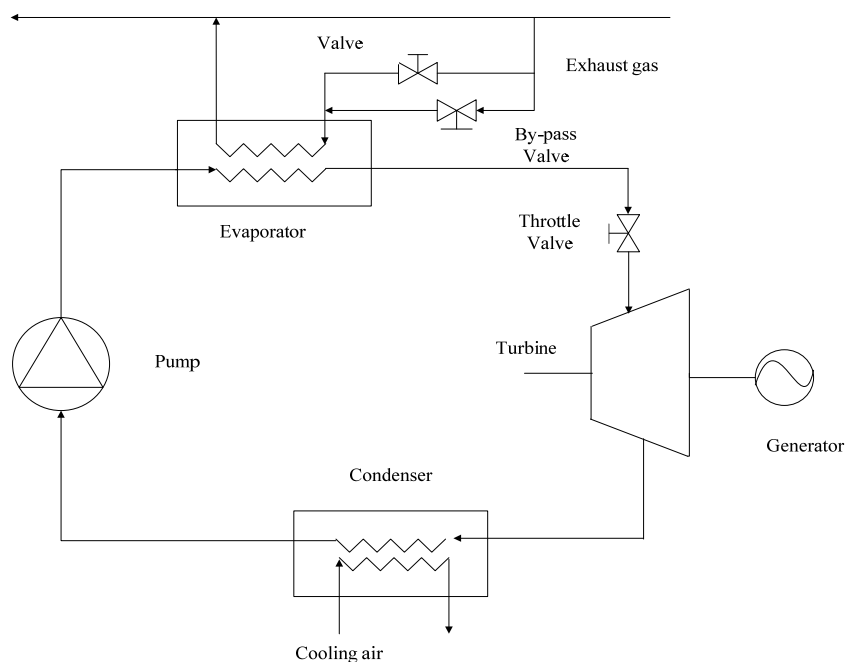 Valve
Exhaust gas
By-pass
Valve
Evaporator
Throttle
Valve
Turbine
Pump
Generator
Condenser
Cooling air